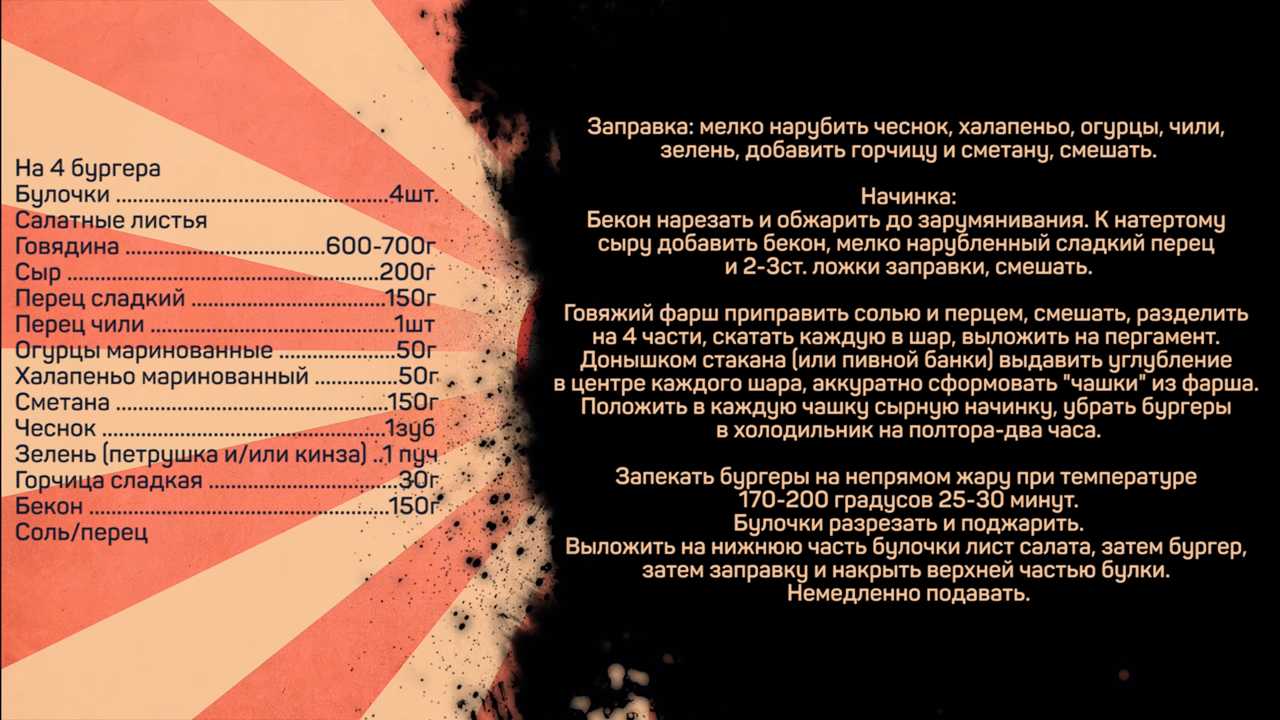 На 4 бургера
Булочки ......................................4шт.
Салатные листья
Говядина ............................600-700г
Сыр ...........................................200г
Перец сладкий ...........................150г
Перец чили ..................................1шт
Огурцы маринованные ................50г
Халапеньо маринованный ............50г
Сметана ......................................150г
Чеснок .......................................1зуб
Зелень (петрушка и/или кинза) ..1 пуч
Горчица сладкая ..........................30г
Бекон ..........................................150г
Соль/перец
Заправка: мелко нарубить чеснок, халапеньо, огурцы, чили,
зелень, добавить горчицу и сметану, смешать.
Начинка:
Бекон нарезать и обжарить до зарумянивания. К натертому
сыру добавить бекон, мелко нарубленный сладкий перец
и 2-3ст. ложки заправки, смешать.
Говяжий фарш приправить солью и перцем, смешать, разделить
на 4 части, скатать каждую в шар, выложить на пергамент.
Донышком стакана (или пивной банки) выдавить углубление
в центре каждого шара, аккуратно сформовать "чашки" из фарша.
Положить в каждую чашку сырную начинку, убрать бургеры
в холодильник на полтора-два часа.
Запекать бургеры на непрямом жару при температуре
170-200 градусов 25-30 минут.
Булочки разрезать и поджарить.
Выложить на нижнюю часть булочки лист салата, затем бургер,
затем заправку и накрыть верхней частью булки.
Немедленно подавать.